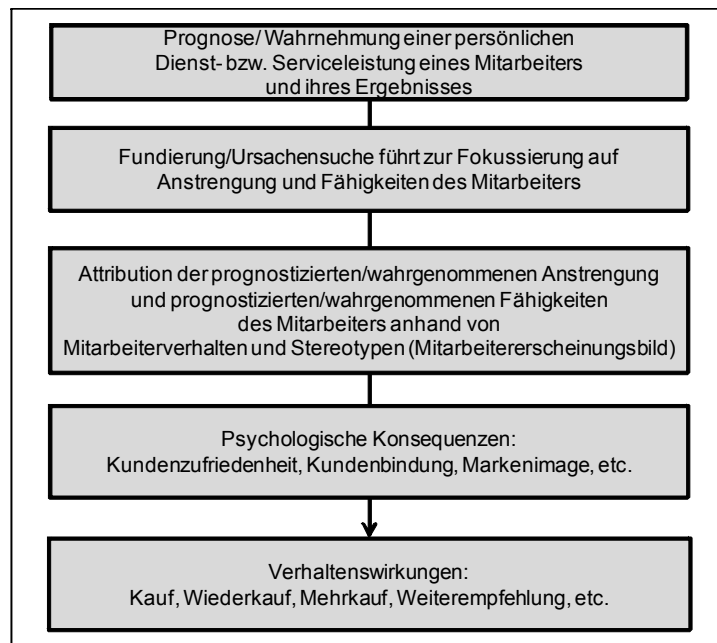 Prognose/ Wahrnehmung einer persönlichen
Dienst- bzw. Serviceleistung eines Mitarbeiters
und ihres Ergebnisses
Fundierung/Ursachensuche führt zur Fokussierung auf
Anstrengung und Fähigkeiten des Mitarbeiters
Attribution der prognostizierten/wahrgenommenen Anstrengung
und prognostizierten/wahrgenommenen Fähigkeiten
des Mitarbeiters anhand von
Mitarbeiterverhalten und Stereotypen (Mitarbeitererscheinungsbild)
Psychologische Konsequenzen:
Kundenzufriedenheit, Kundenbindung, Markenimage, etc.
Verhaltenswirkungen:
Kauf, Wiederkauf, Mehrkauf, Weiterempfehlung, etc.